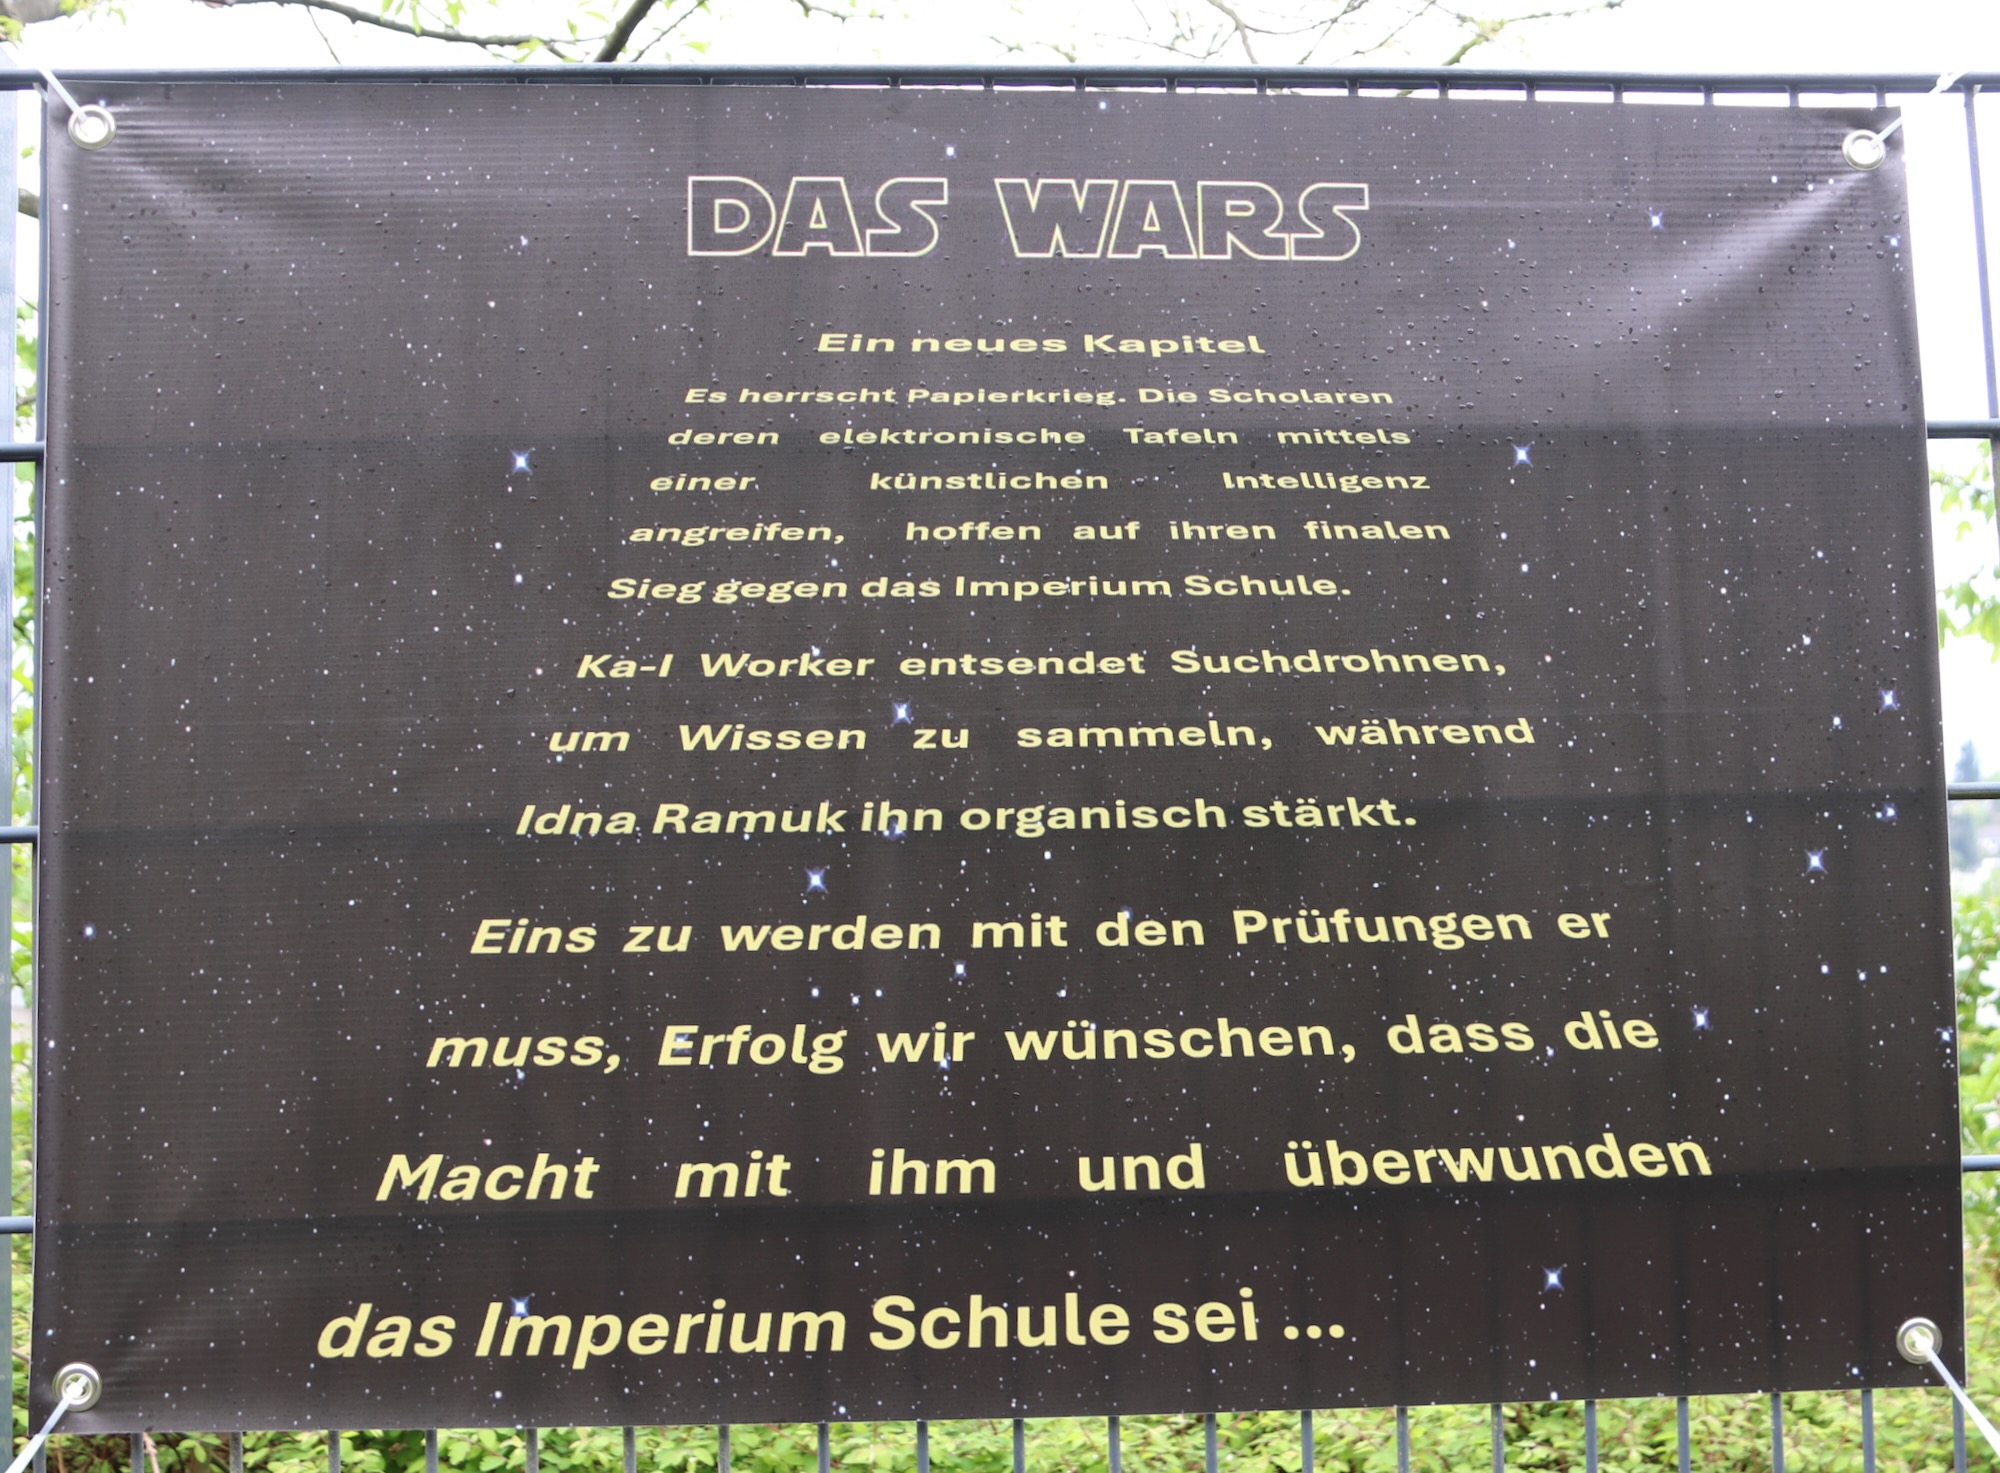 DAS WARS
Ein neues Kapitel
Es herrscht Papierkrieg. Die Scholaren
deren elektronische Tafeln mittels
einer künstlichen Intelligenz
angreifen, hoffen auf ihren finalen
Sieg gegen das Imperium Schule.
Ka-I Worker entsendet Suchdrohnen,
um Wissen zu sammeln, während
Idna Ramuk ihn organisch stärkt.
Eins zu werden mit den Prüfungen er
muss, Erfolg wir wünschen, dass die
Macht mit ihm und überwunden
das Imperium Schule sei ...